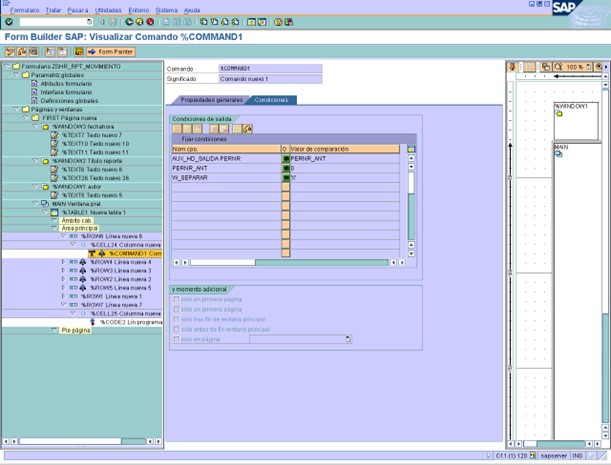 Formulario Tratar Pasar a Utilidades Entorno Sistema Ayuda
SAP
Form Builder SAP: Visualizar Comando %COMMAND1
Form Painter
Formulario ZSHR_RPT_MOVIMIENTO
Parametriz.globales
Atributos formulario
Interfase formulario
Definiciones globales
Páginas y ventanas
FIRST Página nueva
%WINDOW3 fechahora
%TEXT7 Texto nuevo 7
%TEXT11 Texto nuevo 11
%WINDOW2 Titulo reporte
%TEXT8 Texto nuevo 8
%TEXT26 Texto nuevo 26
%WINDOW1 autor
%TEXT5 Texto nuevo 5
MAIN Ventana pral.
%TABLE1 Nueva tabla 1
Ámbito cab.
Área principal
%ROW6 Línea nueva 6
%CELL24 Columna nueva
%COMMAND1 Com
%ROW4 Línea nueva 4
%ROW3 Línea nueva 3
%ROW2 Línea nueva 2
%ROW5 Línea nueva 5
%ROW1 Línea nueva 1
%ROW7 Línea nueva 7
%CELL25 Columna nueva
%CODE2 Lín.programa
Pie página
Comando %COMMAND1
Significado Comando nuevo 1
Propiedades generales Condiciones
Condiciones de salida
Fijar condiciones
Nom.cpo. O Valor de comparación
AUX_HD_SALIDA-PERNR PERNR_ANT
PERNR_ANT 0
W_SEPARAR 'X'
y momento adicional
sólo en primera página
sólo en primera página
sólo tras fin de ventana principal
sólo antes de fin ventana principal
sólo en página
100 %
%WINDOW1
MAIN
C11 (1) 120 sapserver INS